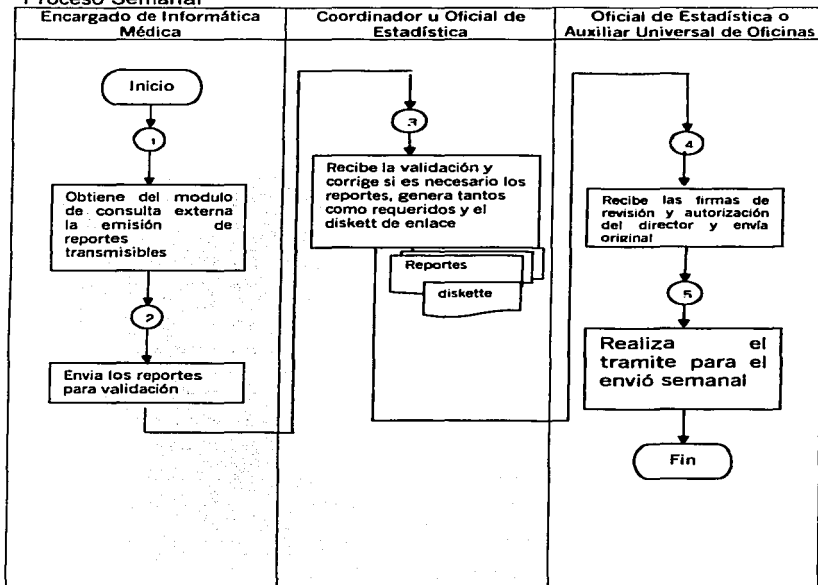 Proceso Semanal
Encargado de Informática
Médica
Coordinador u Oficial de
Estadística
Oficial de Estadística o
Auxiliar Universal de Oficinas
Inicio
1
Obtiene del modulo
de consulta externa
la emisión de
reportes
transmisibles
2
Envia los reportes
para validación
3
Recibe la validación y
corrige si es necesario los
reportes, genera tantos
como requeridos y el
diskett de enlace
Reportes
diskette
4
Recibe las firmas de
revisión y autorización
del director y envía
original
5
Realiza el
tramite para el
envió semanal
Fin